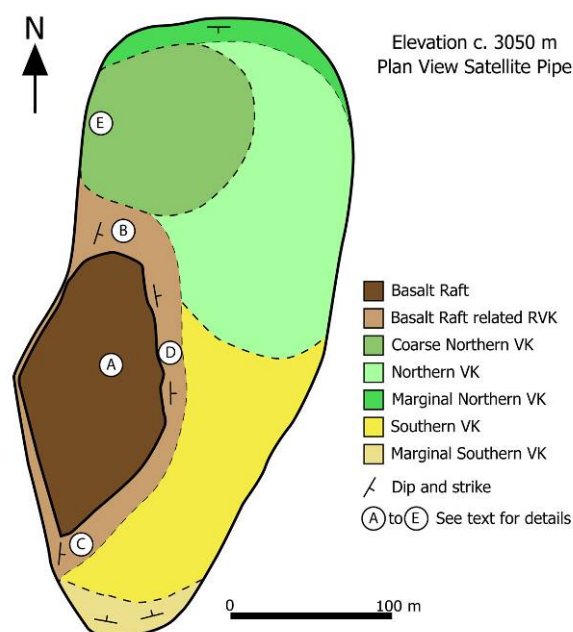 N
Elevation c. 3050 m
Plan View Satellite Pipe
E
B
A
D
C
Basalt Raft
Basalt Raft related RVK
Coarse Northern VK
Northern VK
Marginal Northern VK
Southern VK
Marginal Southern VK
Dip and strike
A to E See text for details
0 100 m